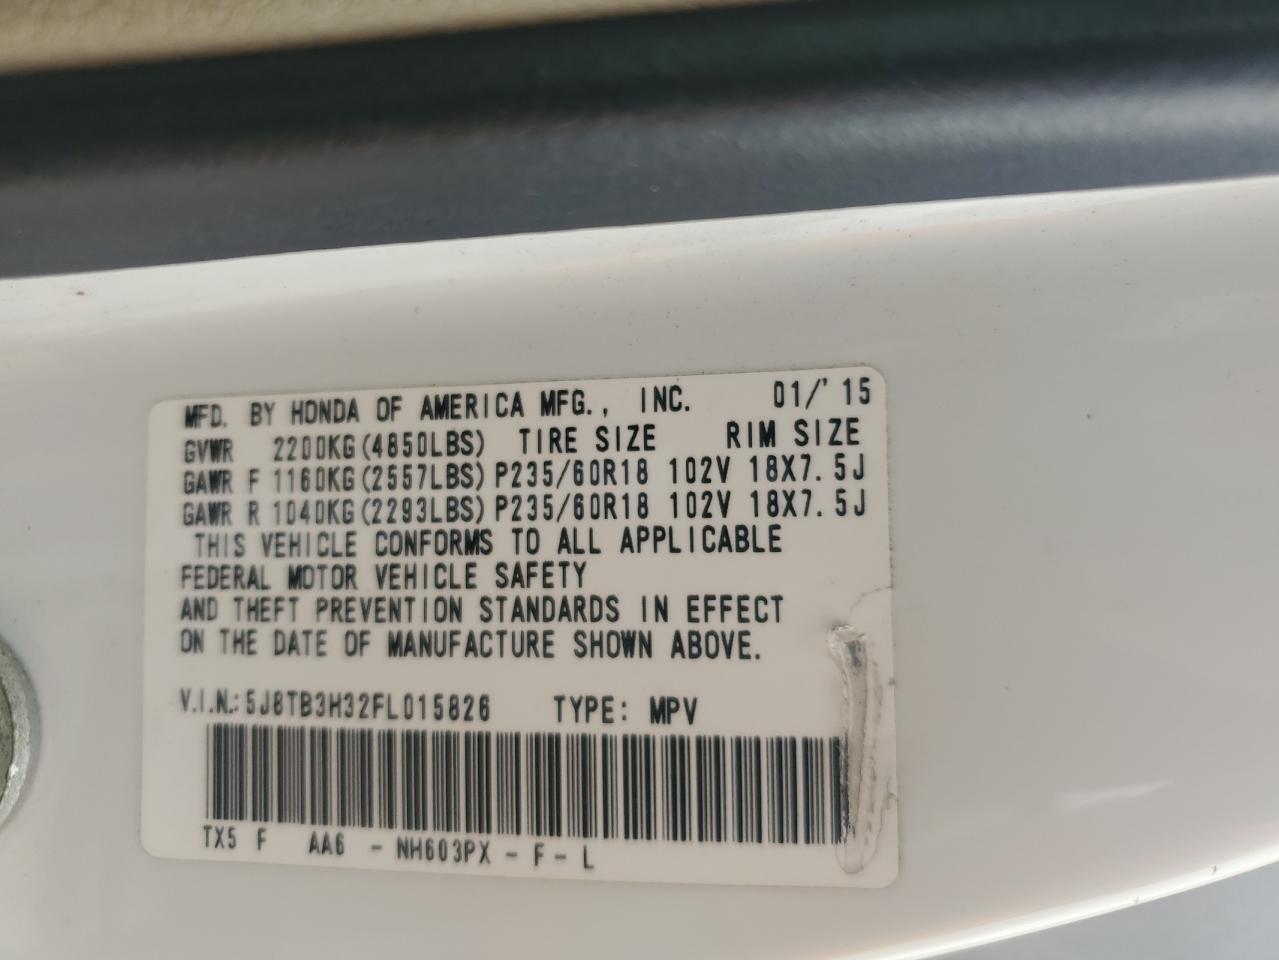 MFD. BY HONDA OF AMERICA MFG., INC. 01/'15
GVWR 2200KG(4850LBS) TIRE SIZE RIM SIZE
GAWR F 1160KG(2557LBS) P235/60R18 102V 18X7.5J
GAWR R 1040KG(2293LBS) P235/60R18 102V 18X7.5J
THIS VEHICLE CONFORMS TO ALL APPLICABLE
FEDERAL MOTOR VEHICLE SAFETY
AND THEFT PREVENTION STANDARDS IN EFFECT
ON THE DATE OF MANUFACTURE SHOWN ABOVE.
V.I.N.: 5J8TB3H32FL015826 TYPE: MPV
TX5 F AA6 - NH603PX - F - L